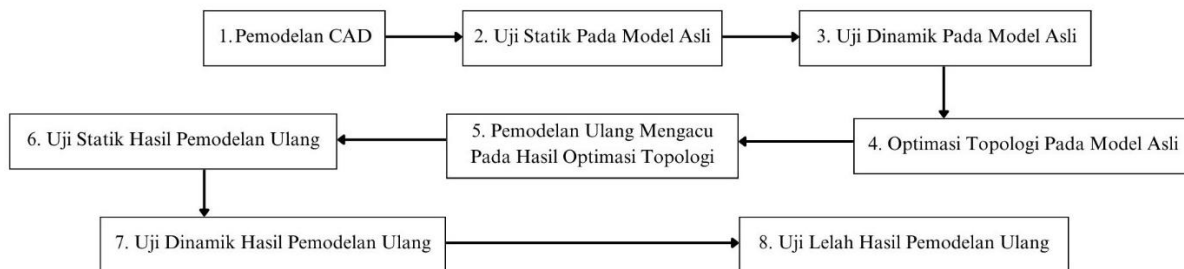 1. Pemodelan CAD
2. Uji Statik Pada Model Asli
3. Uji Dinamik Pada Model Asli
4. Optimasi Topologi Pada Model Asli
5. Pemodelan Ulang Mengacu
Pada Hasil Optimasi Topologi
6. Uji Statik Hasil Pemodelan Ulang
7. Uji Dinamik Hasil Pemodelan Ulang
8. Uji Lelah Hasil Pemodelan Ulang